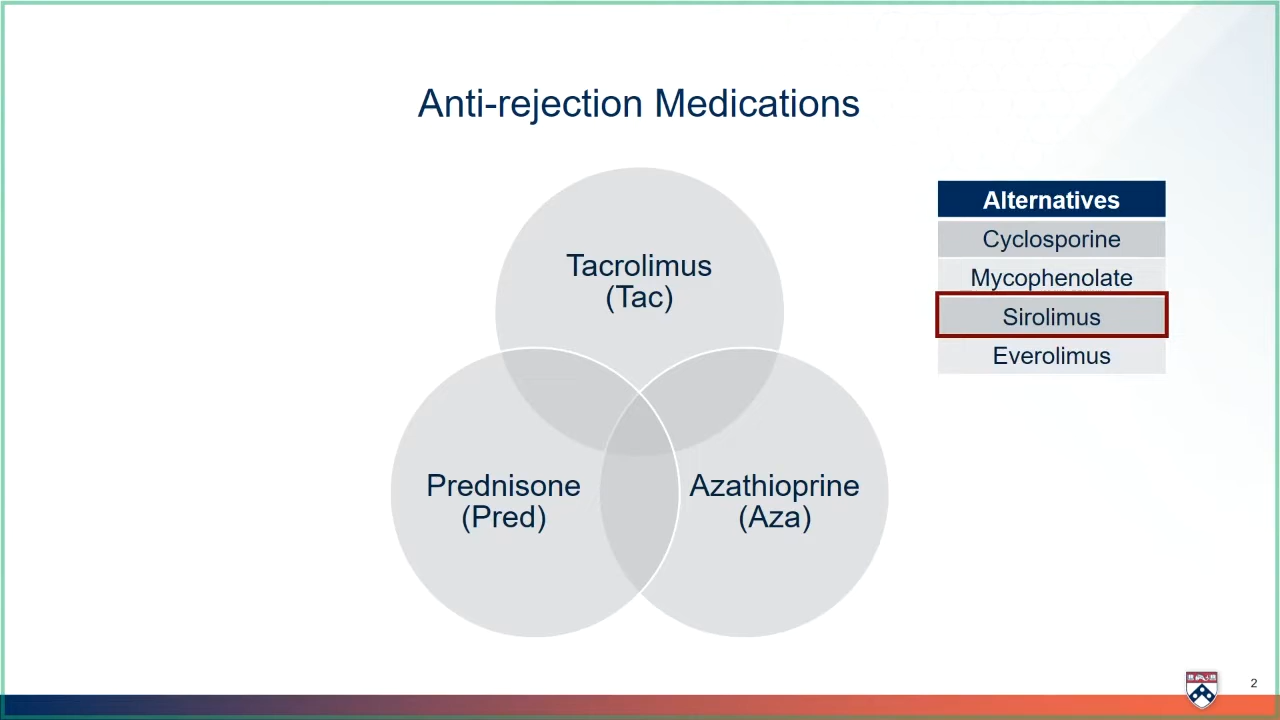 Anti-rejection Medications
Tacrolimus
(Tac)
Prednisone
(Pred)
Azathioprine
(Aza)
Alternatives
Cyclosporine
Mycophenolate
Sirolimus
Everolimus
2